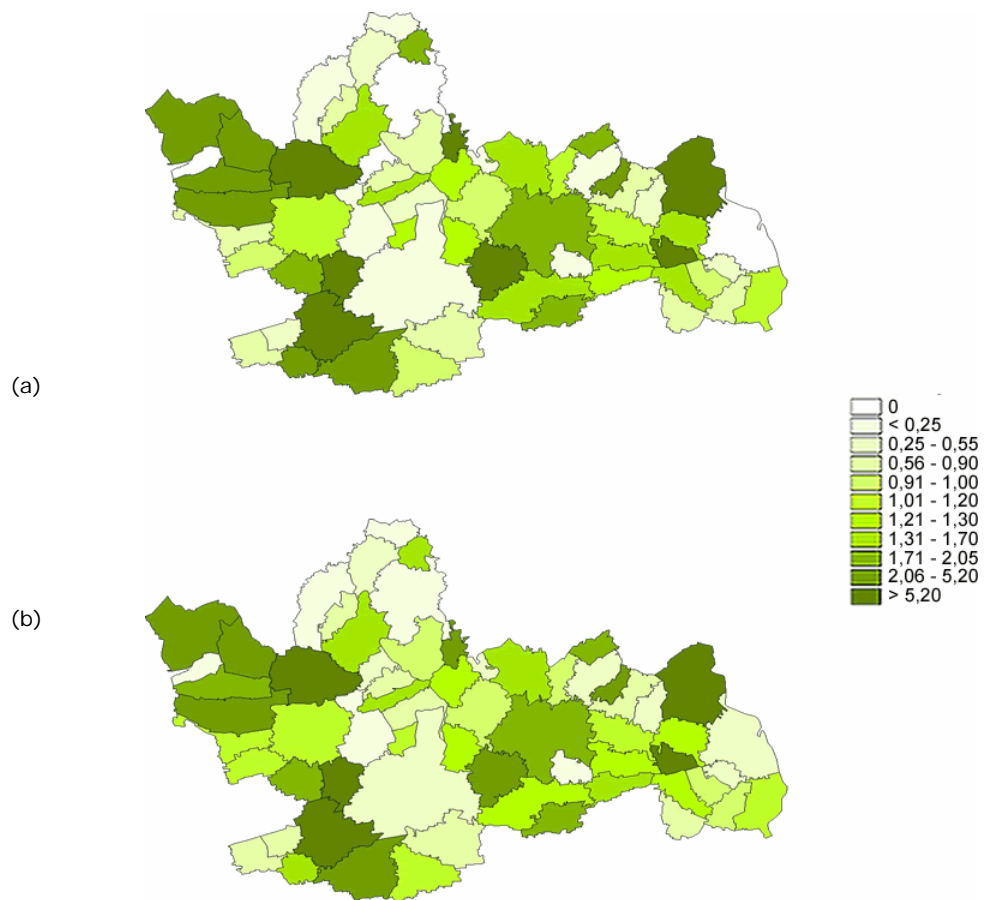 (a)
0
< 0,25
0,25 - 0,55
0,56 - 0,90
0,91 - 1,00
1,01 - 1,20
1,21 - 1,30
1,31 - 1,70
1,71 - 2,05
2,06 - 5,20
> 5,20
(b)